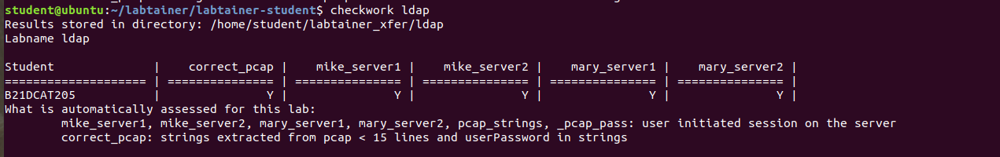 student@ubuntu:~/labtainer/labtainer-student$ checkwork ldap
Results stored in directory: /home/student/labtainer_xfer/ldap
Labname ldap
Student | correct_pcap | mike_server1 | mike_server2 | mary_server1 | mary_server2 |
==================== | =============== | =============== | =============== | =============== | =============== |
B21DCAT205 | Y | Y | Y | Y | Y |
What is automatically assessed for this lab:
mike_server1, mike_server2, mary_server1, mary_server2, pcap_strings, _pcap_pass: user initiated session on the server
correct_pcap: strings extracted from pcap < 15 lines and userPassword in strings